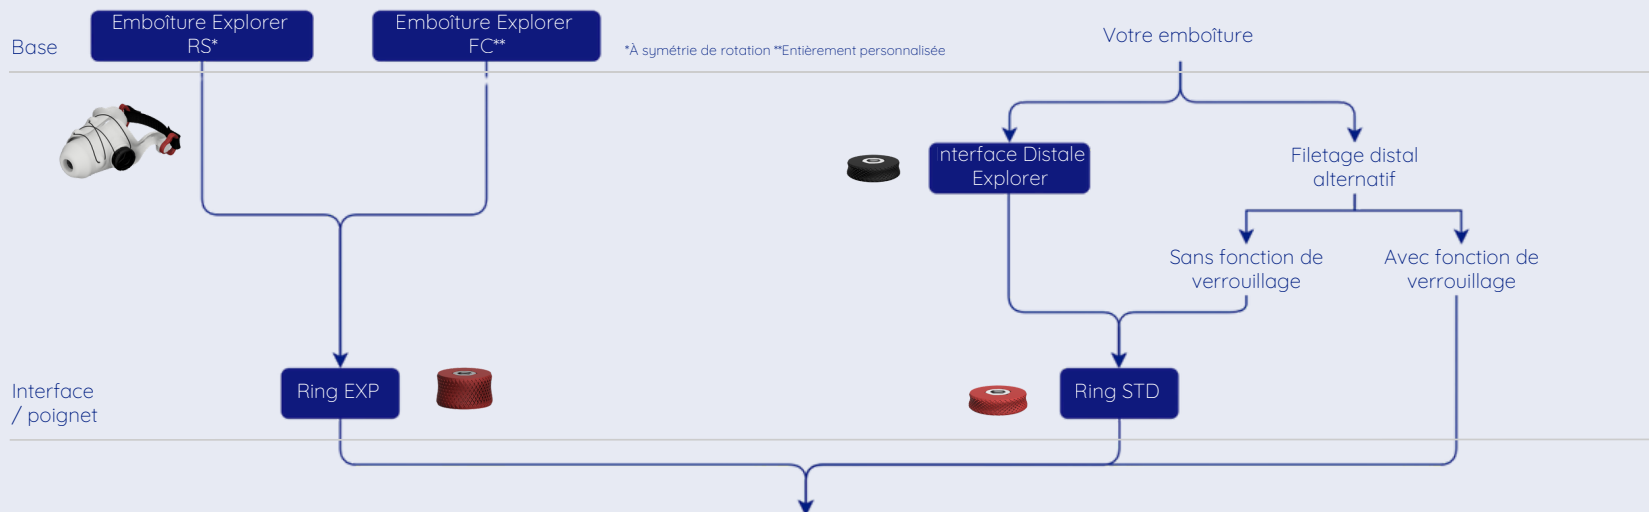 Base
Emboîture Explorer
RS*
Emboîture Explorer
FC**
*À symétrie de rotation **Entièrement personnalisée
Votre emboîture
Interface Distale
Explorer
Filetage distal
alternatif
Sans fonction de
verrouillage
Avec fonction de
verrouillage
Interface
/ poignet
Ring EXP
Ring STD